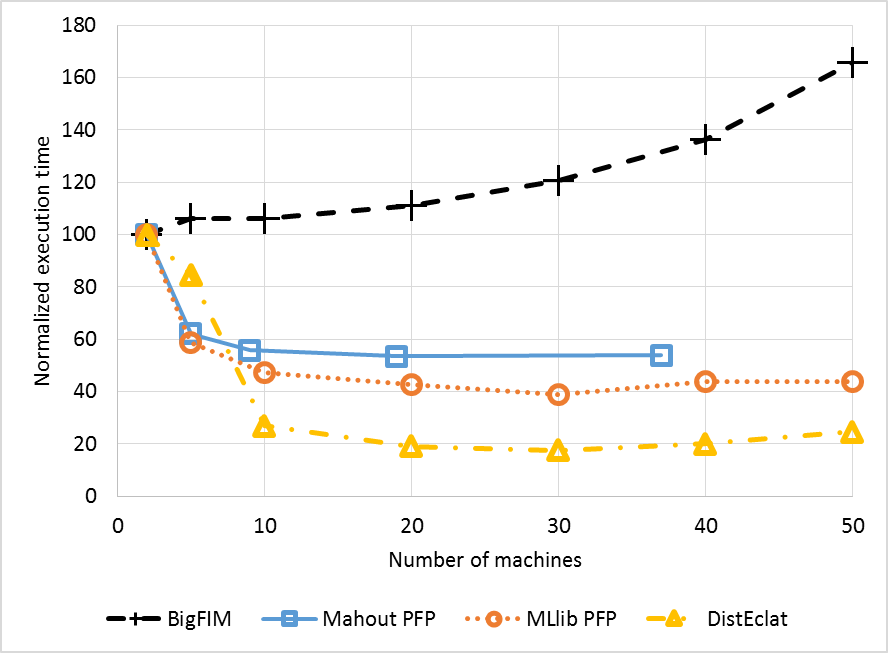 180
160
140
120
100
80
60
40
20
0
Normalized execution time
0 10 20 30 40 50
Number of machines
BigFIM Mahout PFP MLlib PFP DistEclat